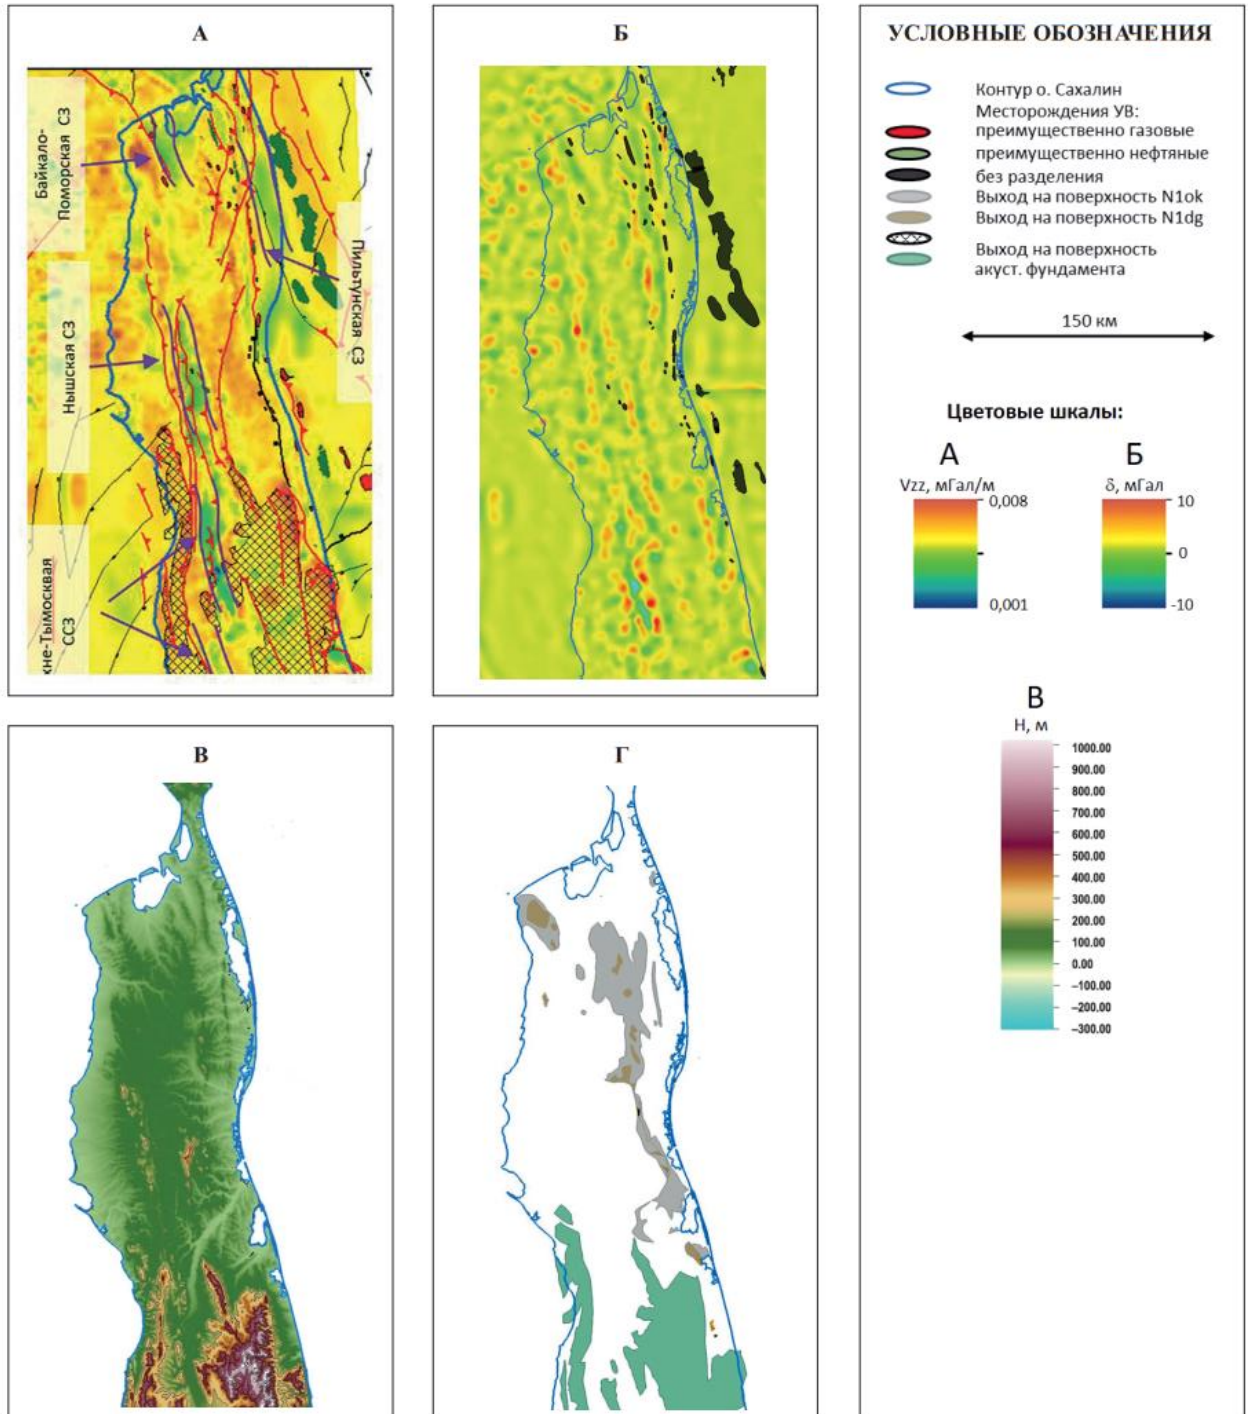 А
Байкало-
Поморская СЗ
Нышская СЗ
хне-Тымосквая
ССЗ
Пильтунская СЗ
Б
В
Г
УСЛОВНЫЕ ОБОЗНАЧЕНИЯ
Контур о. Сахалин
Месторождения УВ:
преимущественно газовые
преимущественно нефтяные
без разделения
Выход на поверхность N1ok
Выход на поверхность N1dg
Выход на поверхность
акуст. фундамента
150 км
Цветовые шкалы:
А
Vzz, мГал/м
0,008
0,001
Б
δ, мГал
10
0
-10
В
Н, м
1000.00
900.00
800.00
700.00
600.00
500.00
400.00
300.00
200.00
100.00
0.00
–100.00
–200.00
–300.00